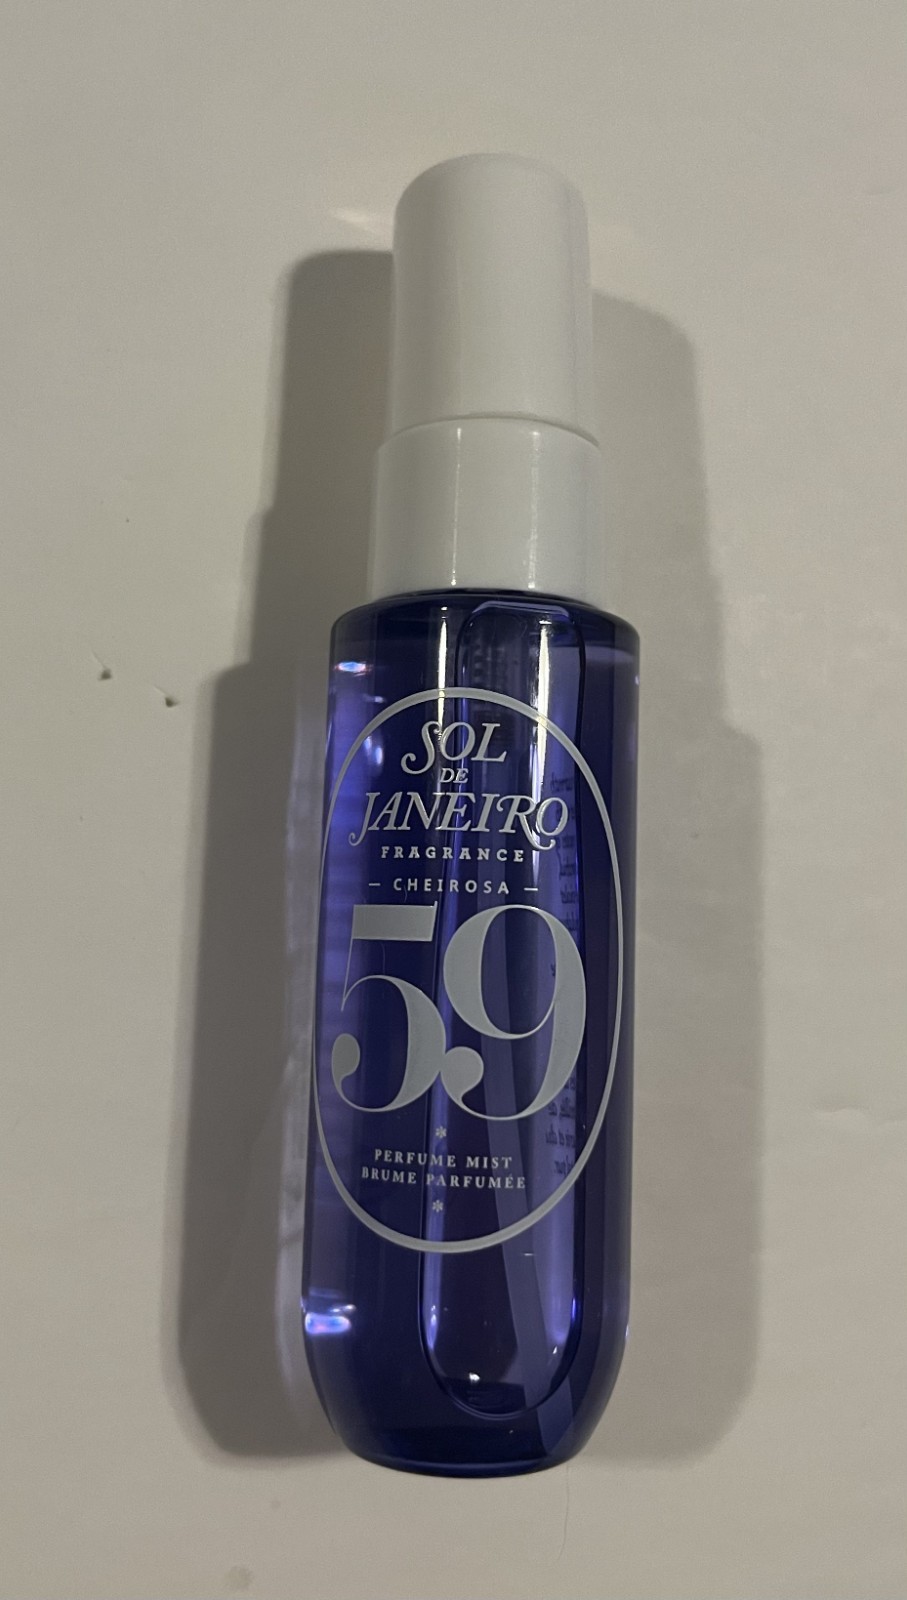 SOL
DE
JANEIRO
FRAGRANCE
– CHEIROSA –
59
PERFUME MIST
BRUME PARFUMÉE